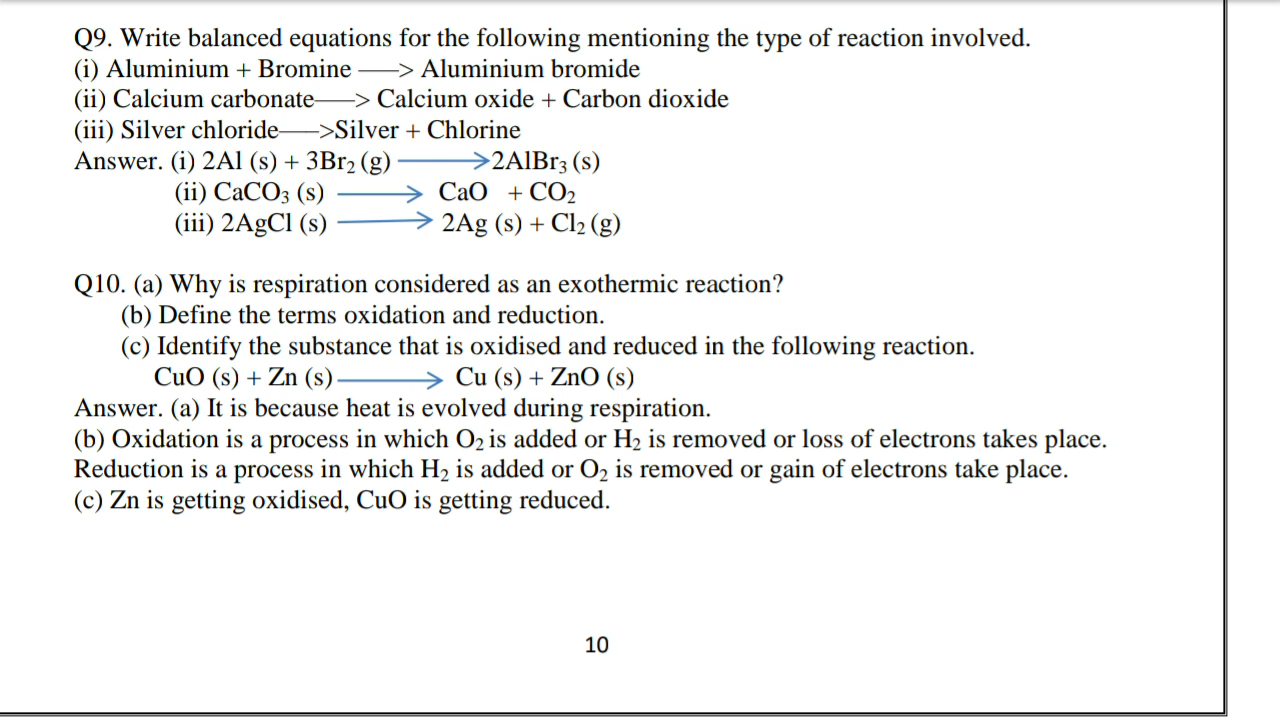 Q9. Write balanced equations for the following mentioning the type of reaction involved.
(i) Aluminium + Bromine ——> Aluminium bromide
(ii) Calcium carbonate——> Calcium oxide + Carbon dioxide
(iii) Silver chloride——>Silver + Chlorine
Answer. (i) 2Al (s) + 3Br₂ (g) ⟶ 2AlBr₃ (s)
(ii) CaCO₃ (s) ⟶ CaO + CO₂
(iii) 2AgCl (s) ⟶ 2Ag (s) + Cl₂ (g)
Q10. (a) Why is respiration considered as an exothermic reaction?
(b) Define the terms oxidation and reduction.
(c) Identify the substance that is oxidised and reduced in the following reaction.
CuO (s) + Zn (s) ⟶ Cu (s) + ZnO (s)
Answer. (a) It is because heat is evolved during respiration.
(b) Oxidation is a process in which O₂ is added or H₂ is removed or loss of electrons takes place.
Reduction is a process in which H₂ is added or O₂ is removed or gain of electrons take place.
(c) Zn is getting oxidised, CuO is getting reduced.
10